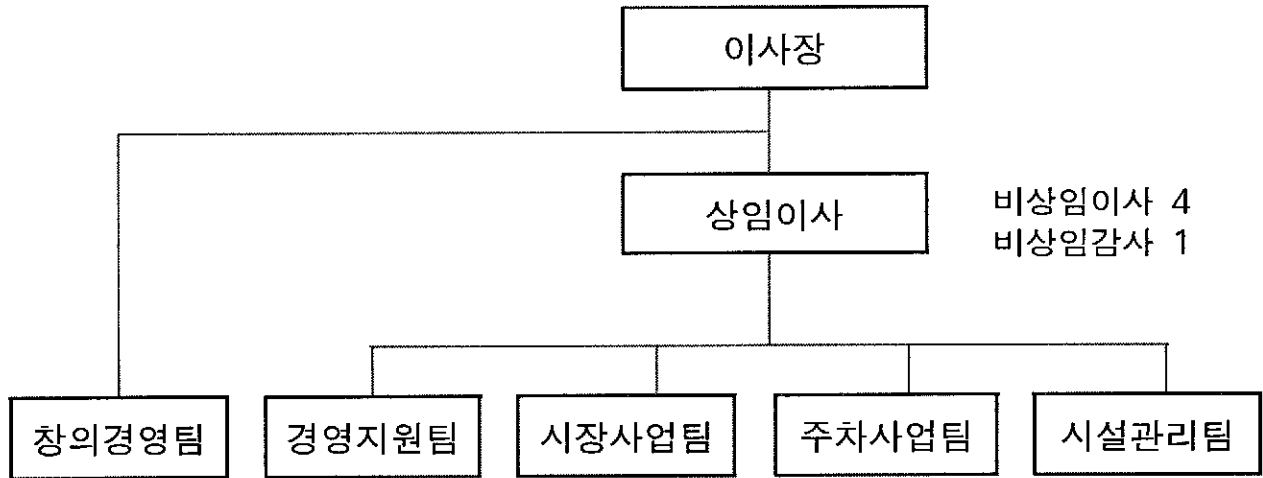 이사장
상임이사
비상임이사 4
비상임감사 1
창의경영팀
경영지원팀
시장사업팀
주차사업팀
시설관리팀